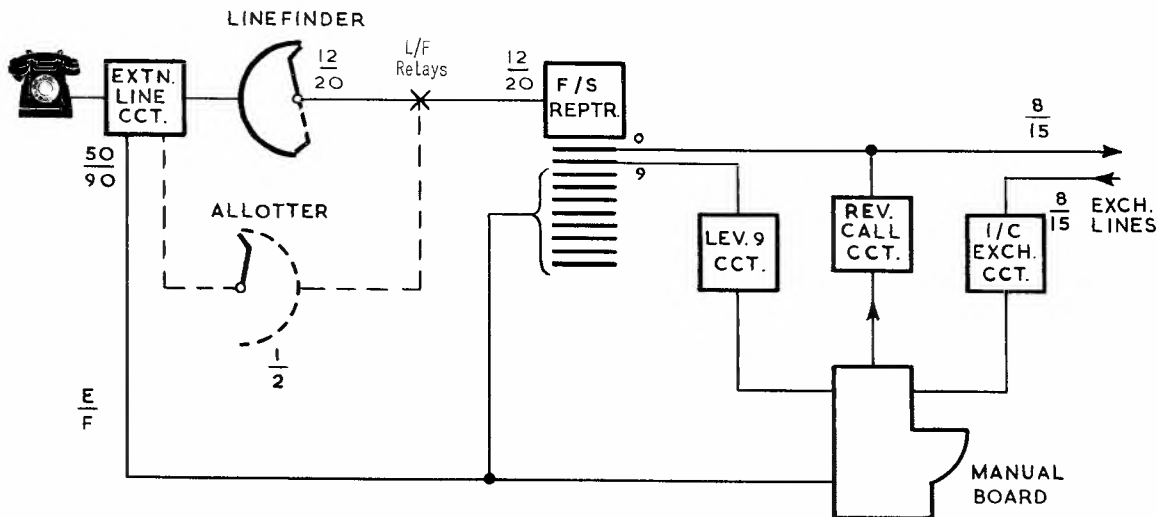 LINEFINDER
EXTN.
LINE
CCT.
12
20
L/F
Relays
12
20
F/S
REPTR.
0
9
8
15
50
90
ALLOTTER
1
2
LEV. 9
CCT.
REV.
CALL
CCT.
I/C
EXCH.
CCT.
8
15
EXCH.
LINES
E
F
MANUAL
BOARD